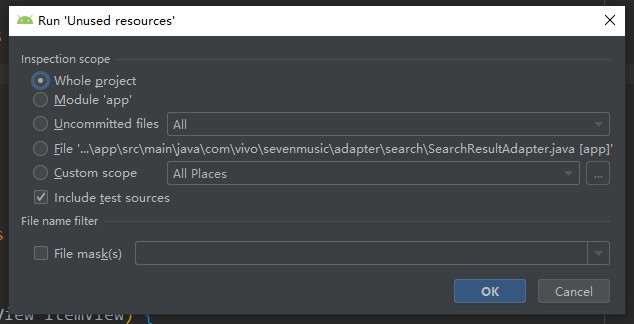 Run 'Unused resources'
Inspection scope
Whole project
Module 'app'
Uncommitted files All
File '...\app\src\main\java\com\vivo\sevenmusic\adapter\search\SearchResultAdapter.java [app]'
Custom scope All Places ...
Include test sources
File name filter
File mask(s)
OK Cancel
View itemView) {